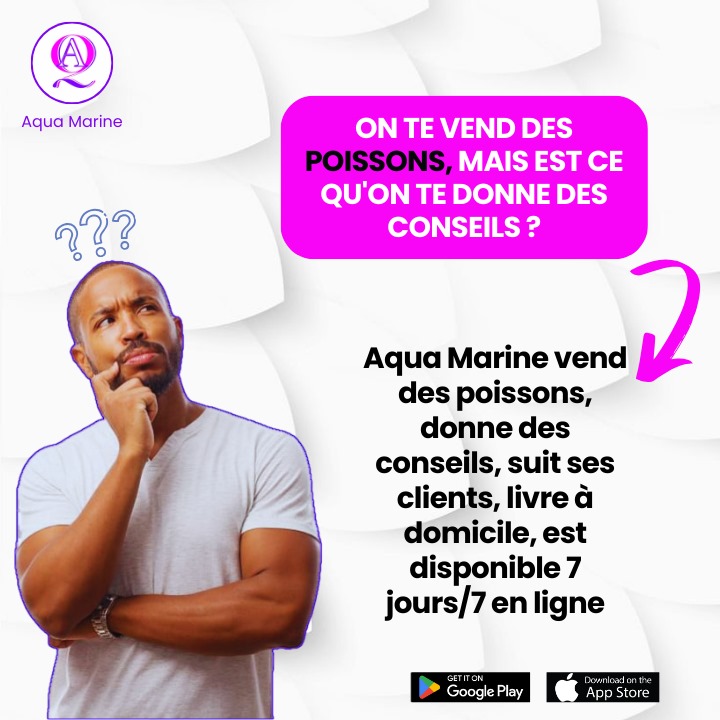 AQ
Aqua Marine
ON TE VEND DES
POISSONS, MAIS EST CE
QU'ON TE DONNE DES
CONSEILS ?
???
Aqua Marine vend
des poissons,
donne des
conseils, suit ses
clients, livre à
domicile, est
disponible 7
jours/7 en ligne
GET IT ON
Google Play
Download on the
App Store